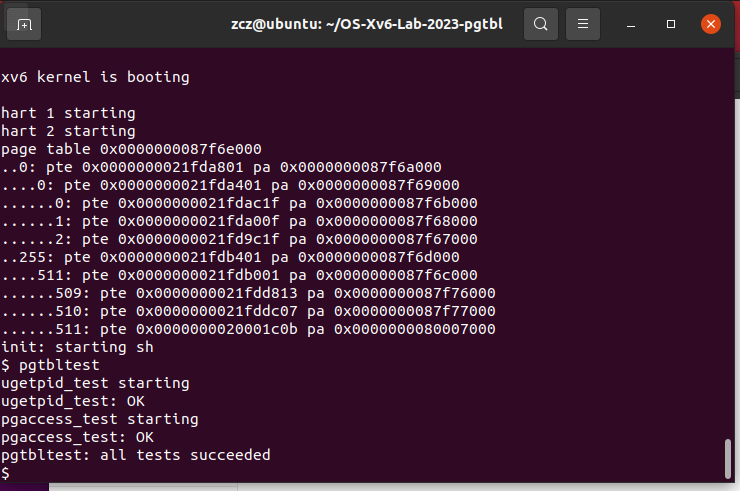 zcz@ubuntu: ~/OS-Xv6-Lab-2023-pgtbl
xv6 kernel is booting
hart 1 starting
hart 2 starting
page table 0x0000000087f6e000
..0: pte 0x0000000021fda801 pa 0x0000000087f6a000
....0: pte 0x0000000021fda401 pa 0x0000000087f69000
......0: pte 0x0000000021fdac1f pa 0x0000000087f6b000
......1: pte 0x0000000021fda00f pa 0x0000000087f68000
......2: pte 0x0000000021fd9c1f pa 0x0000000087f67000
..255: pte 0x0000000021fdb401 pa 0x0000000087f6d000
....511: pte 0x0000000021fdb001 pa 0x0000000087f6c000
......509: pte 0x0000000021fdd813 pa 0x0000000087f76000
......510: pte 0x0000000021fddc07 pa 0x0000000087f77000
......511: pte 0x0000000020001c0b pa 0x0000000080007000
init: starting sh
$ pgtbltest
ugetpid_test starting
ugetpid_test: OK
pgaccess_test starting
pgaccess_test: OK
pgtbltest: all tests succeeded
$